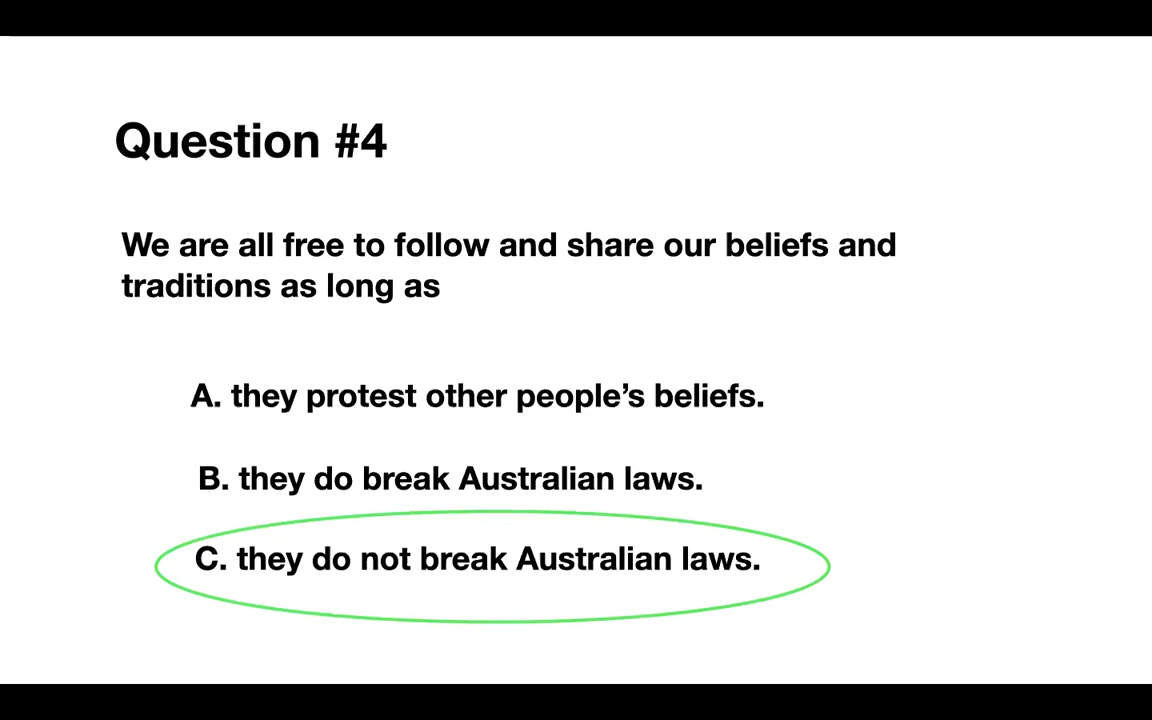 Question #4
We are all free to follow and share our beliefs and
traditions as long as
A. they protest other people’s beliefs.
B. they do break Australian laws.
C. they do not break Australian laws.